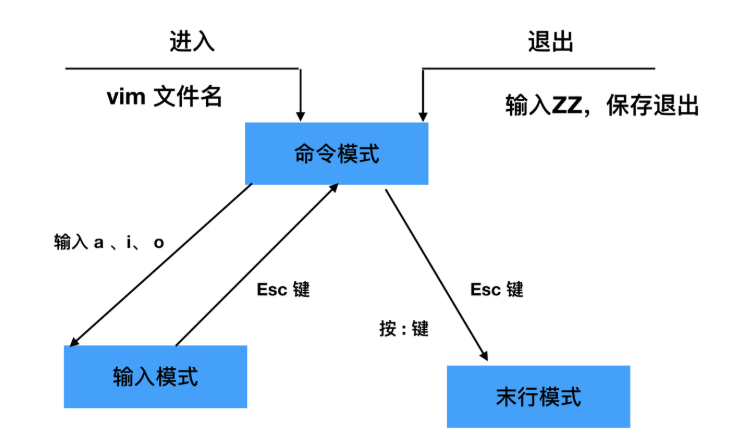 进入
退出
vim 文件名
输入ZZ，保存退出
命令模式
输入 a 、i、 o
Esc 键
Esc 键
按 : 键
输入模式
末行模式